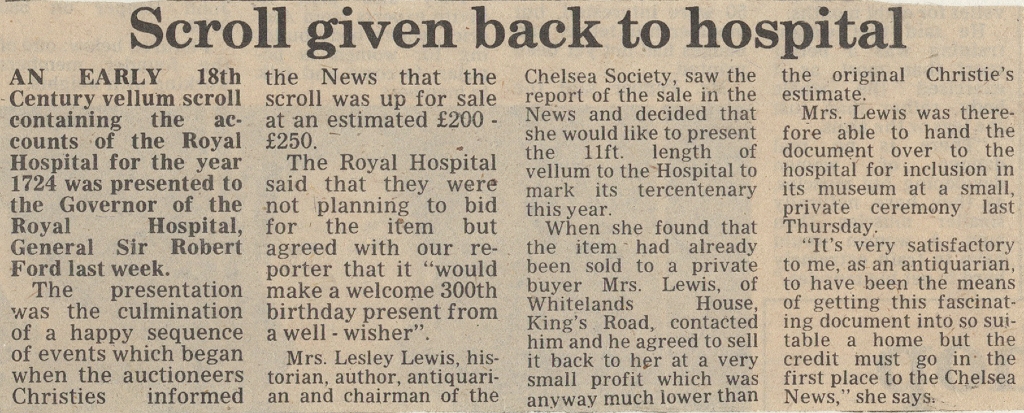 Scroll given back to hospital
AN EARLY 18th
Century vellum scroll
containing the ac-
counts of the Royal
Hospital for the year
1724 was presented to
the Governor of the
Royal Hospital,
General Sir Robert
Ford last week.
The presentation
was the culmination
of a happy sequence
of events which began
when the auctioneers
Christies informed
the News that the
scroll was up for sale
at an estimated £200 -
£250.
The Royal Hospital
said that they were
not planning to bid
for the item but
agreed with our re-
porter that it "would
make a welcome 300th
birthday present from
a well - wisher".
Mrs. Lesley Lewis, his-
torian, author, antiquari-
an and chairman of the
Chelsea Society, saw the
report of the sale in the
News and decided that
she would like to present
the 11ft. length of
vellum to the Hospital to
mark its tercentenary
this year.
When she found that
the item had already
been sold to a private
buyer Mrs. Lewis, of
Whitelands House,
King's Road, contacted
him and he agreed to sell
it back to her at a very
small profit which was
anyway much lower than
the original Christie's
estimate.
Mrs. Lewis was there-
fore able to hand the
document over to the
hospital for inclusion in
its museum at a small,
private ceremony last
Thursday.
"It's very satisfactory
to me, as an antiquarian,
to have been the means
of getting this fascinat-
ing document into so sui-
table a home but the
credit must go in the
first place to the Chelsea
News," she says.